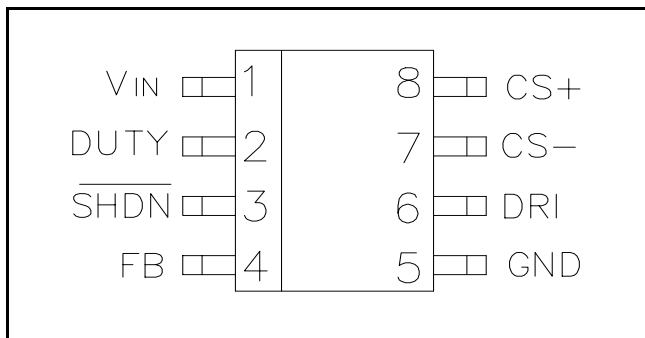 VIN 1 8 CS+
DUTY 2 7 CS−
SHDN 3 6 DRI
FB 4 5 GND